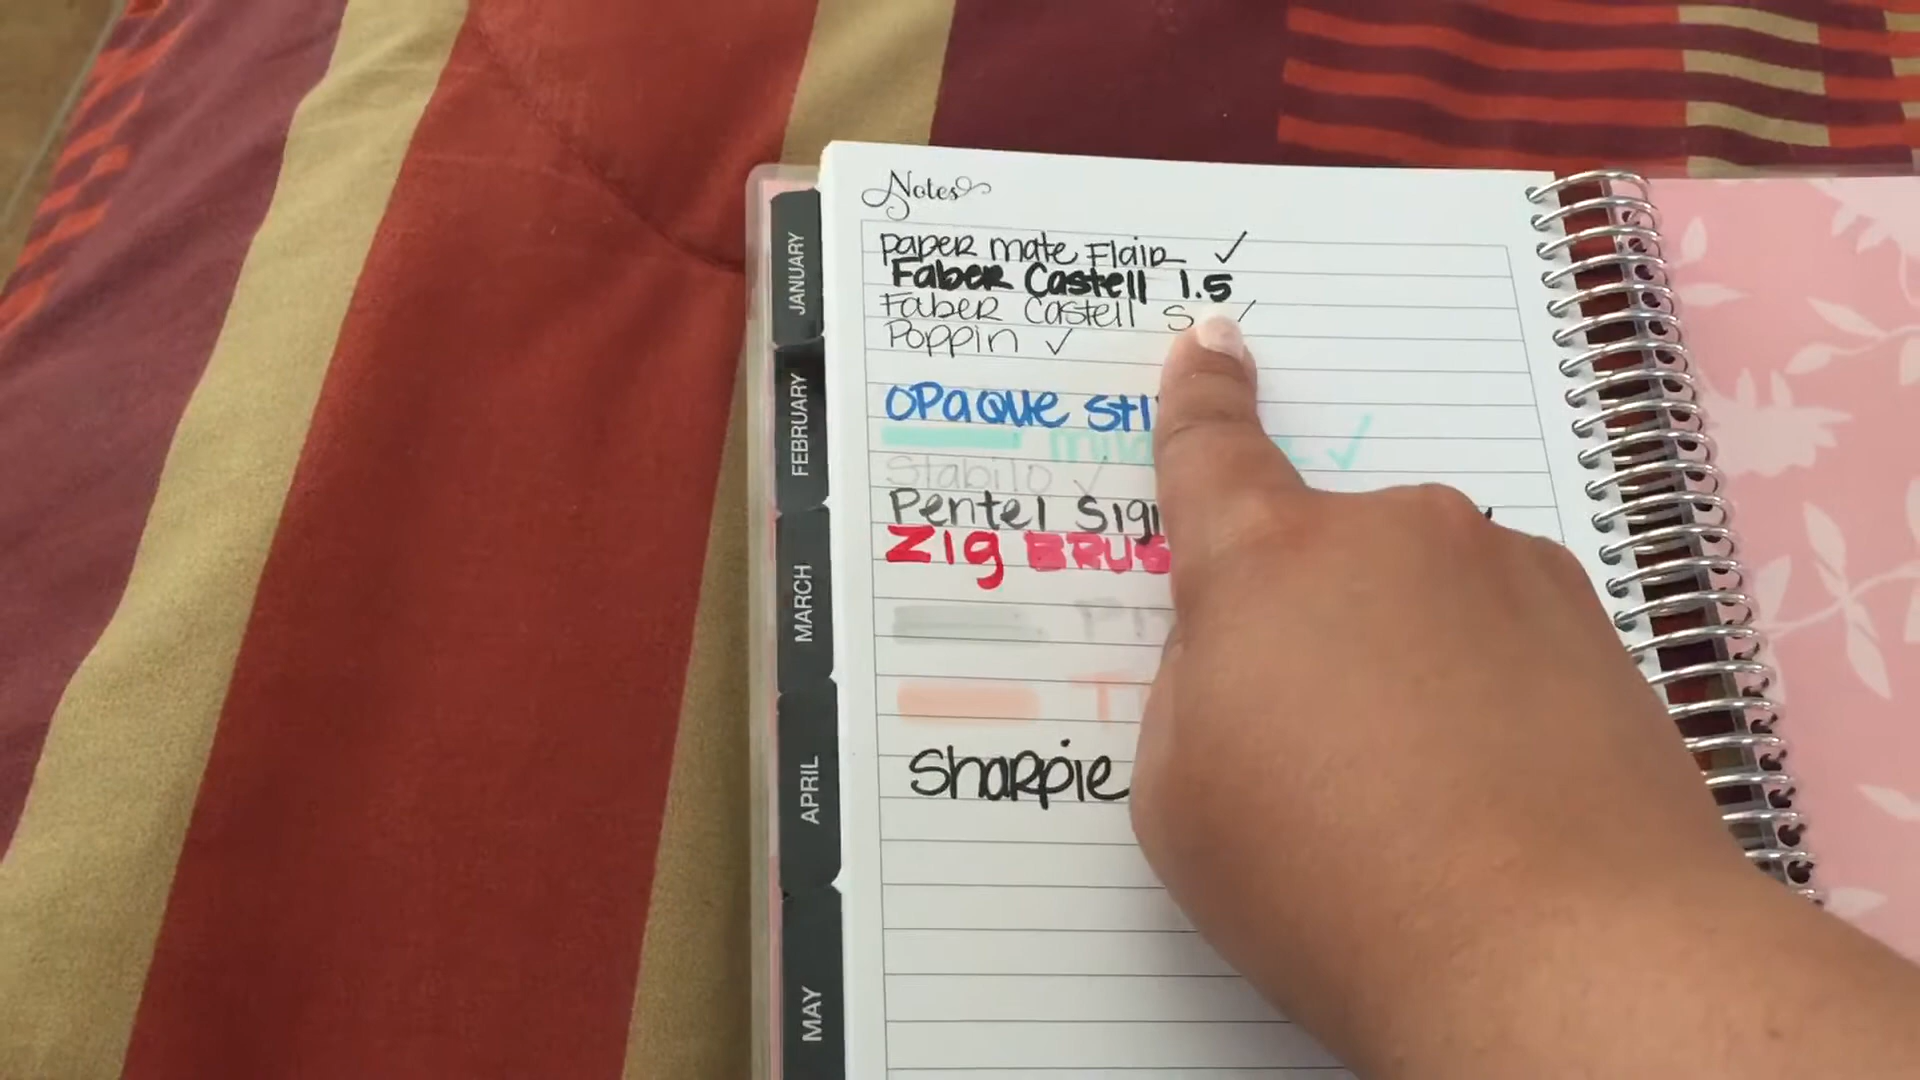 Notes
paper mate Flair ✓
Faber Castell 1.5
Faber Castell S ✓
Poppin ✓
OPaque
Stabilo ✓
Pentel
Zig
Sharpie
JANUARY
FEBRUARY
MARCH
APRIL
MAY